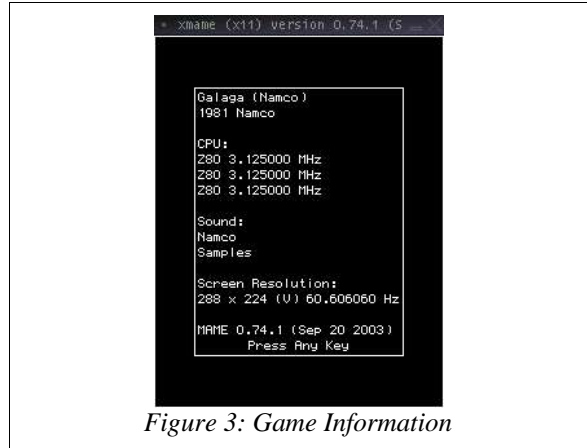 xmame (x11) version 0.74.1 (S
Galaga (Namco)
1981 Namco
CPU:
Z80 3.125000 MHz
Z80 3.125000 MHz
Z80 3.125000 MHz
Sound:
Namco
Samples
Screen Resolution:
288 x 224 (V) 60.606060 Hz
MAME 0.74.1 (Sep 20 2003)
Press Any Key
Figure 3: Game Information